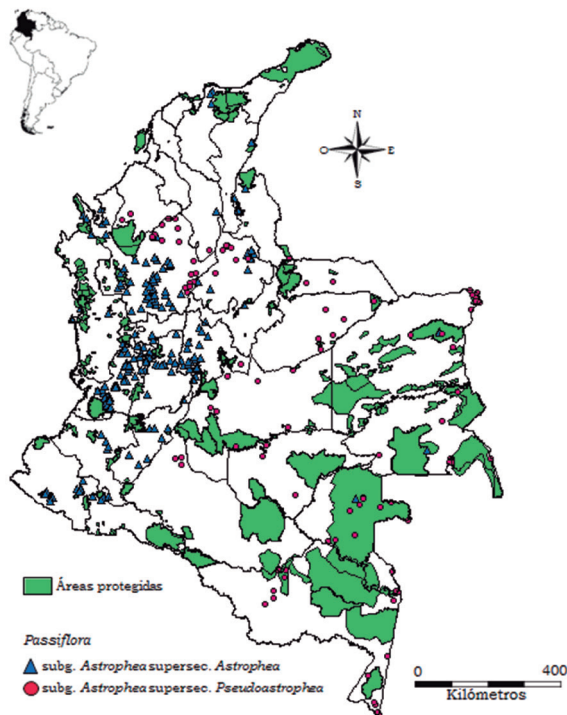 N
O E
S
Áreas protegidas
Passiflora
subg. Astrophea supersec. Astrophea
subg. Astrophea supersec. Pseudoastrophea
0 400
Kilómetros